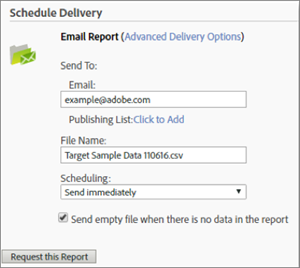 Schedule Delivery
Email Report (Advanced Delivery Options)
Send To:
Email:
example@adobe.com
Publishing List:Click to Add
File Name:
Target Sample Data 110616.csv
Scheduling:
Send immediately
Send empty file when there is no data in the report
Request this Report